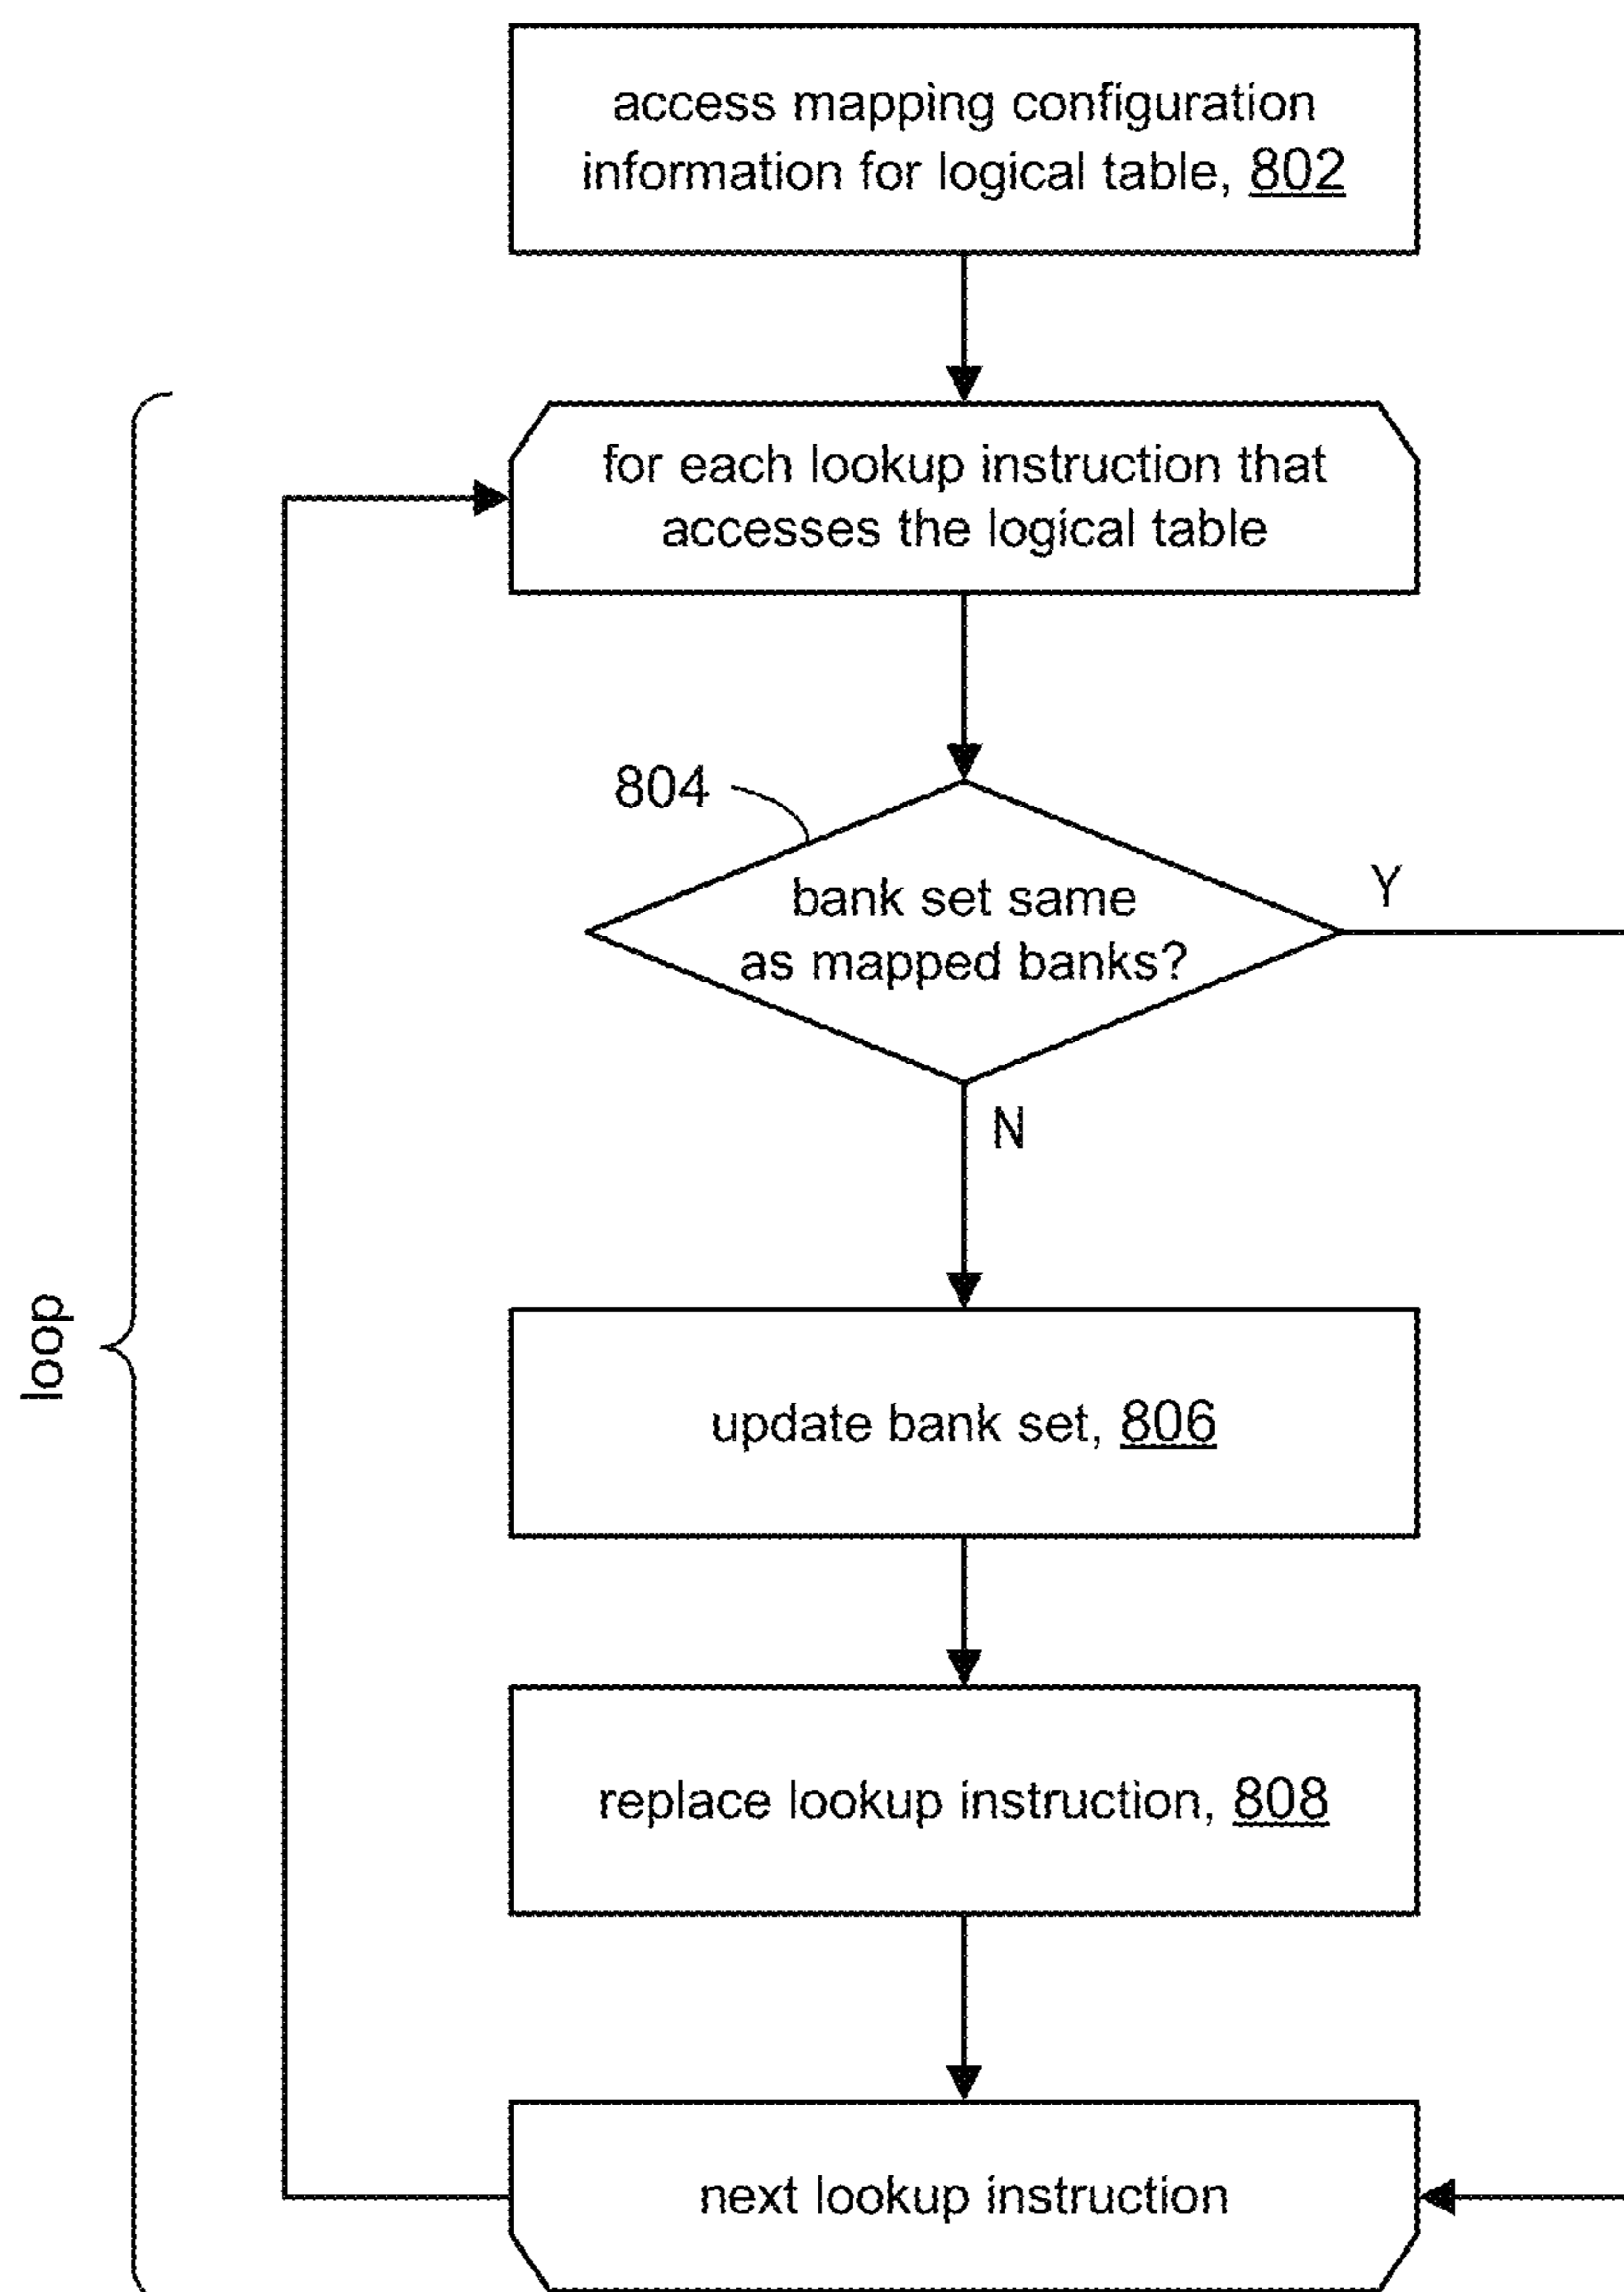 access mapping configuration
information for logical table, 802
for each lookup instruction that
accesses the logical table
804
bank set same
as mapped banks?
Y
N
loop
update bank set, 806
replace lookup instruction, 808
next lookup instruction